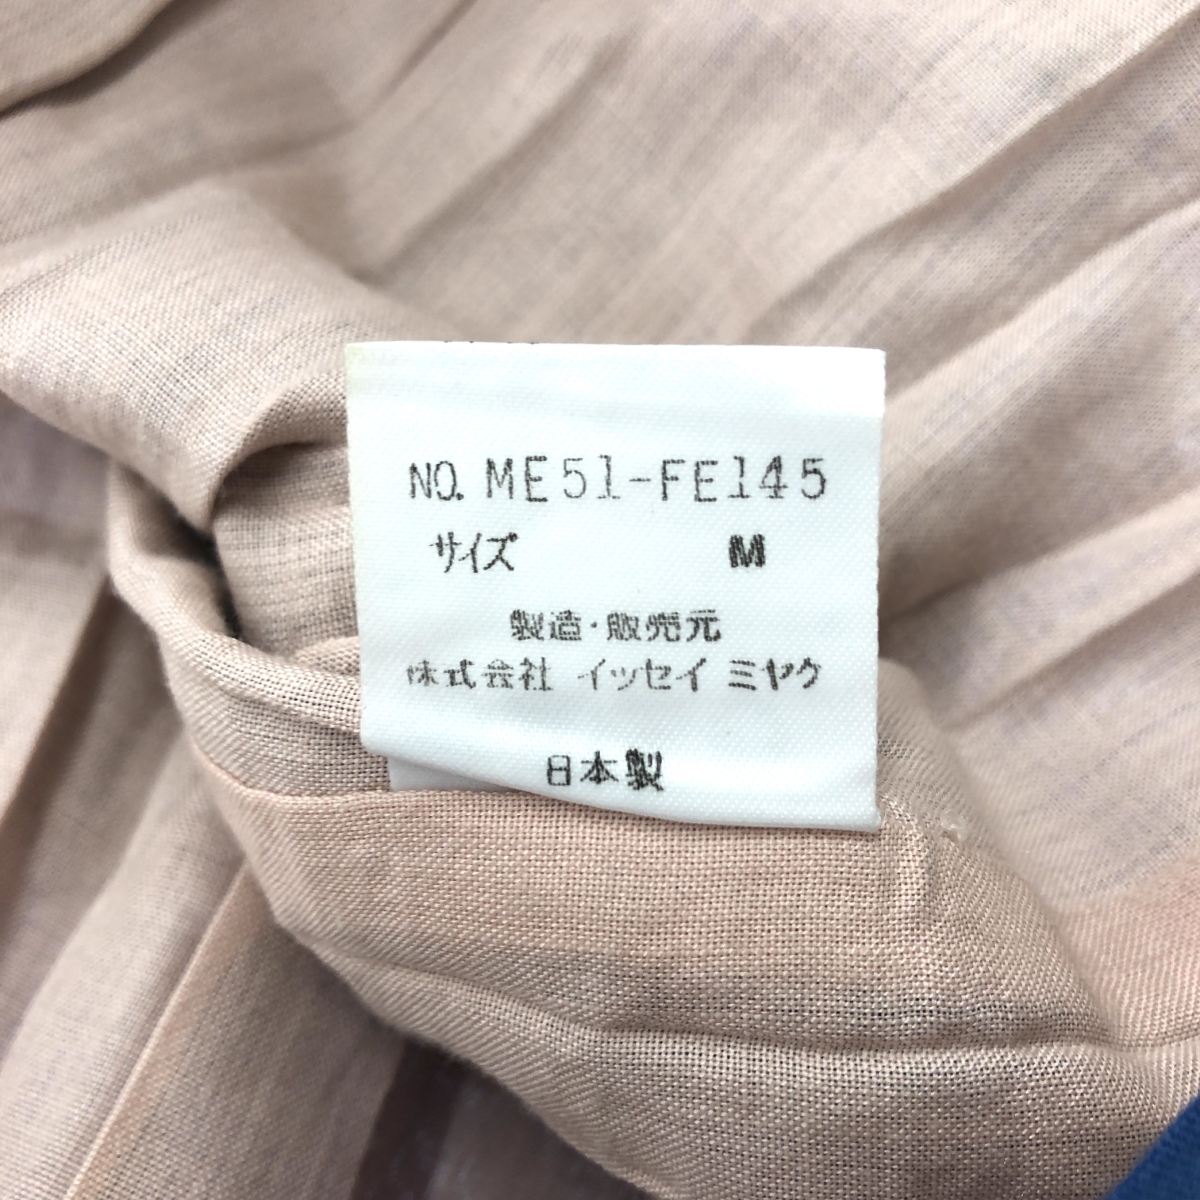 NO. ME51-FE145
サイズ M
製造・販売元
株式会社 イッセイ ミヤケ
日本製